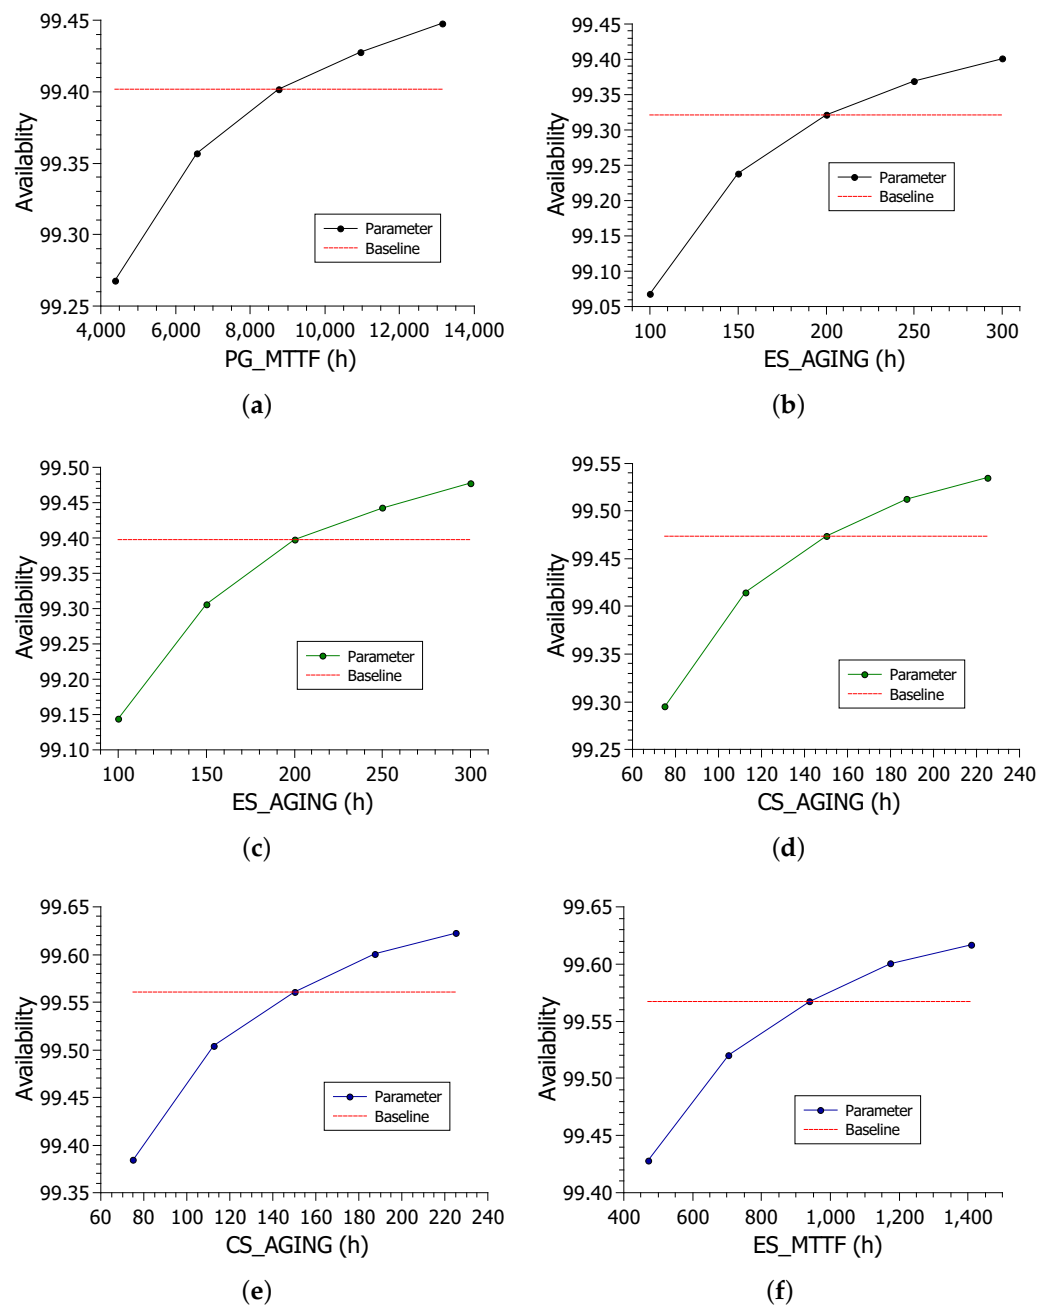 99.45
99.40
99.35
99.30
99.25
Availability
Parameter
Baseline
4,000 6,000 8,000 10,000 12,000 14,000
PG_MTTF (h)
(a)
99.45
99.40
99.35
99.30
99.25
99.20
99.15
99.10
99.05
Availability
Parameter
Baseline
100 150 200 250 300
ES_AGING (h)
(b)
99.50
99.45
99.40
99.35
99.30
99.25
99.20
99.15
99.10
Availability
Parameter
Baseline
100 150 200 250 300
ES_AGING (h)
(c)
99.55
99.50
99.45
99.40
99.35
99.30
99.25
Availability
Parameter
Baseline
60 80 100 120 140 160 180 200 220 240
CS_AGING (h)
(d)
99.65
99.60
99.55
99.50
99.45
99.40
99.35
Availability
Parameter
Baseline
60 80 100 120 140 160 180 200 220 240
CS_AGING (h)
(e)
99.65
99.60
99.55
99.50
99.45
99.40
Availability
Parameter
Baseline
400 600 800 1,000 1,200 1,400
ES_MTTF (h)
(f)